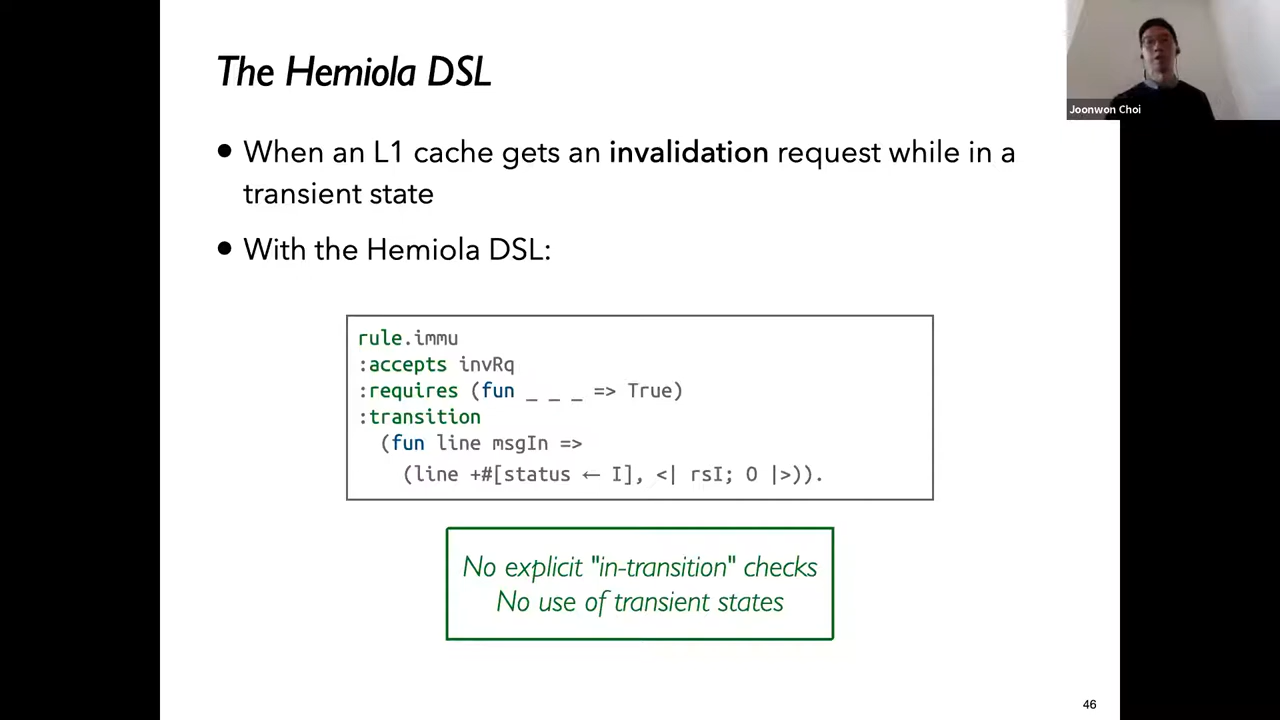 The Hemiola DSL
Joonwon Choi
• When an L1 cache gets an invalidation request while in a
transient state
• With the Hemiola DSL:
rule.immu
:accepts invRq
:requires (fun _ _ _ => True)
:transition
(fun line msgIn =>
(line +#[status ← I], <| rsI; O |>)).
No explicit "in-transition" checks
No use of transient states
46